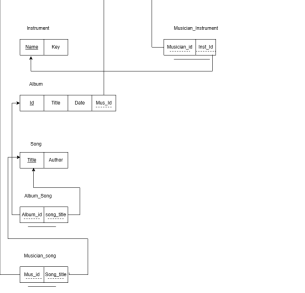 Instrument
Musician_Instrument
Name Key
Musician_id Inst_Id
Album
Id Title Date Mus_Id
Song
Title Author
Album_Song
Album_id song_title
Musician_song
Mus_id Song_title